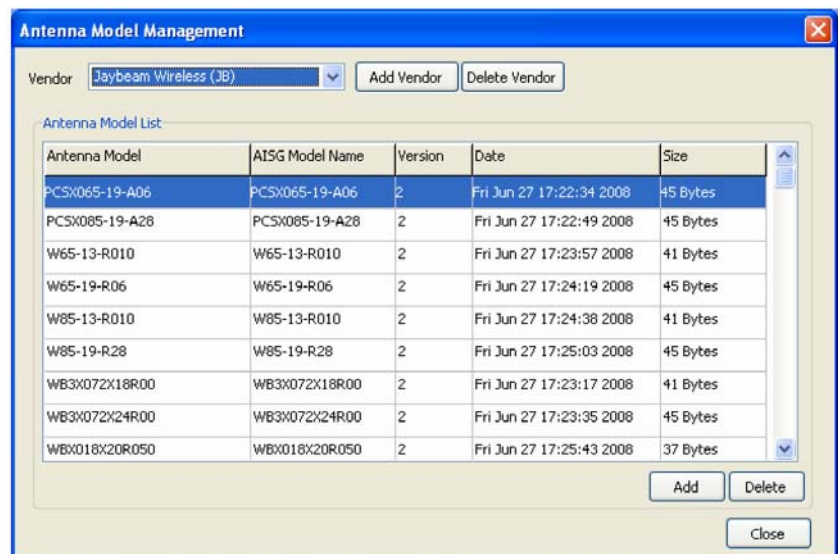 Antenna Model Management
Vendor Jaybeam Wireless (JB) Add Vendor Delete Vendor
Antenna Model List
Antenna Model AISG Model Name Version Date Size
PCSX065-19-A06 PCSX065-19-A06 2 Fri Jun 27 17:22:34 2008 45 Bytes
PCSX085-19-A28 PCSX085-19-A28 2 Fri Jun 27 17:22:49 2008 45 Bytes
W65-13-R010 W65-13-R010 2 Fri Jun 27 17:23:57 2008 41 Bytes
W65-19-R06 W65-19-R06 2 Fri Jun 27 17:24:19 2008 45 Bytes
W85-13-R010 W85-13-R010 2 Fri Jun 27 17:24:38 2008 41 Bytes
W85-19-R28 W85-19-R28 2 Fri Jun 27 17:25:03 2008 45 Bytes
WB3X072X18R00 WB3X072X18R00 2 Fri Jun 27 17:23:17 2008 41 Bytes
WB3X072X24R00 WB3X072X24R00 2 Fri Jun 27 17:23:35 2008 45 Bytes
WBX018X20R050 WBX018X20R050 2 Fri Jun 27 17:25:43 2008 37 Bytes
Add Delete
Close